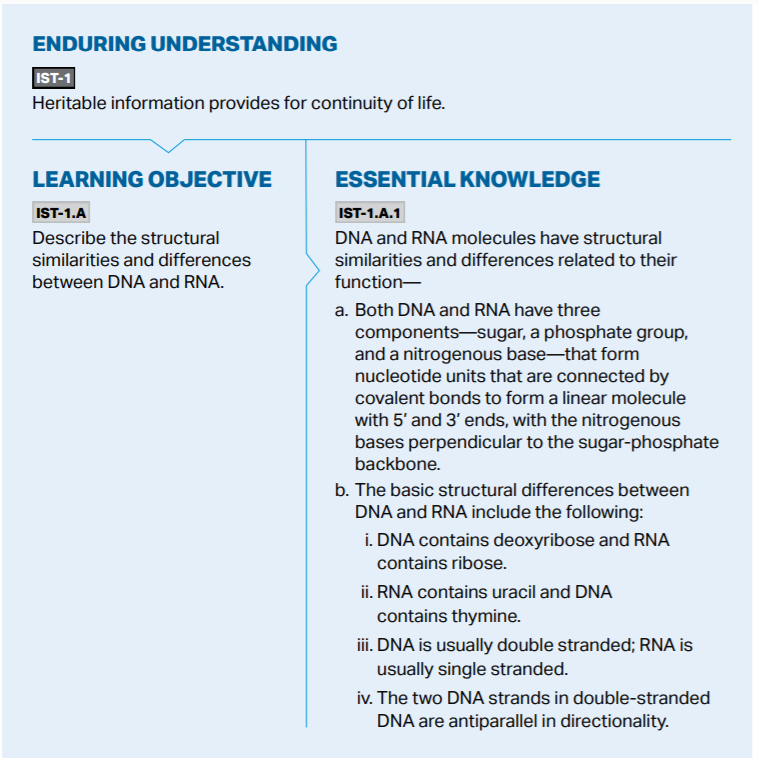 ENDURING UNDERSTANDING
IST-1
Heritable information provides for continuity of life.
LEARNING OBJECTIVE
IST-1.A
Describe the structural
similarities and differences
between DNA and RNA.
ESSENTIAL KNOWLEDGE
IST-1.A.1
DNA and RNA molecules have structural
similarities and differences related to their
function—
a. Both DNA and RNA have three
components—sugar, a phosphate group,
and a nitrogenous base—that form
nucleotide units that are connected by
covalent bonds to form a linear molecule
with 5′ and 3′ ends, with the nitrogenous
bases perpendicular to the sugar-phosphate
backbone.
b. The basic structural differences between
DNA and RNA include the following:
i. DNA contains deoxyribose and RNA
contains ribose.
ii. RNA contains uracil and DNA
contains thymine.
iii. DNA is usually double stranded; RNA is
usually single stranded.
iv. The two DNA strands in double-stranded
DNA are antiparallel in directionality.